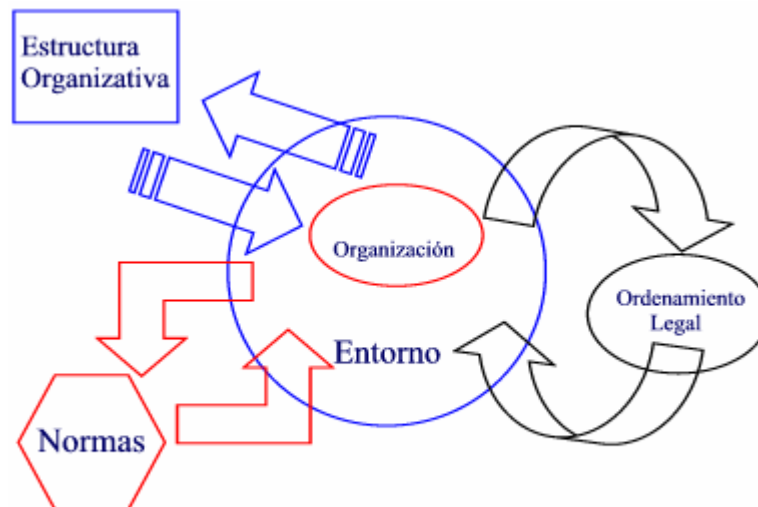 Estructura
Organizativa
Organización
Ordenamiento
Legal
Entorno
Normas